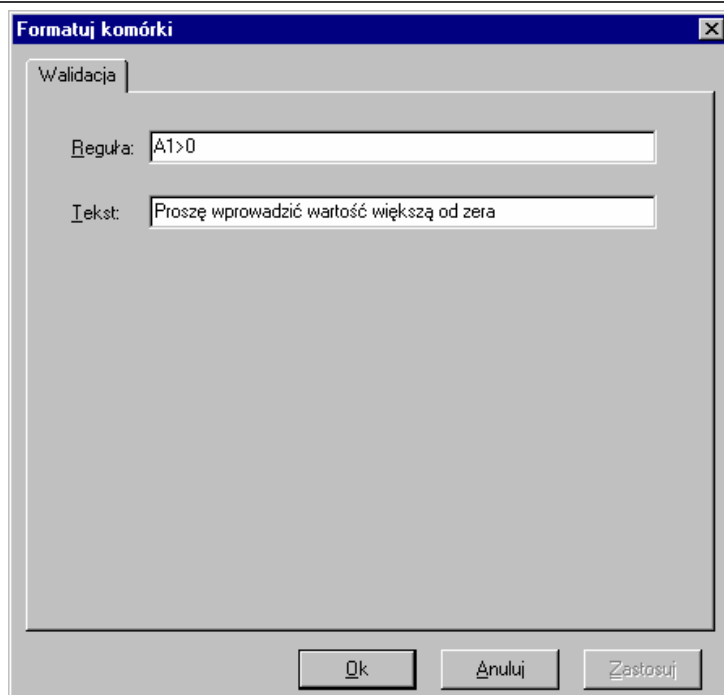 Formatuj komórki
Walidacja
Reguła: A1>0
Tekst: Proszę wprowadzić wartość większą od zera
Ok Anuluj Zastosuj